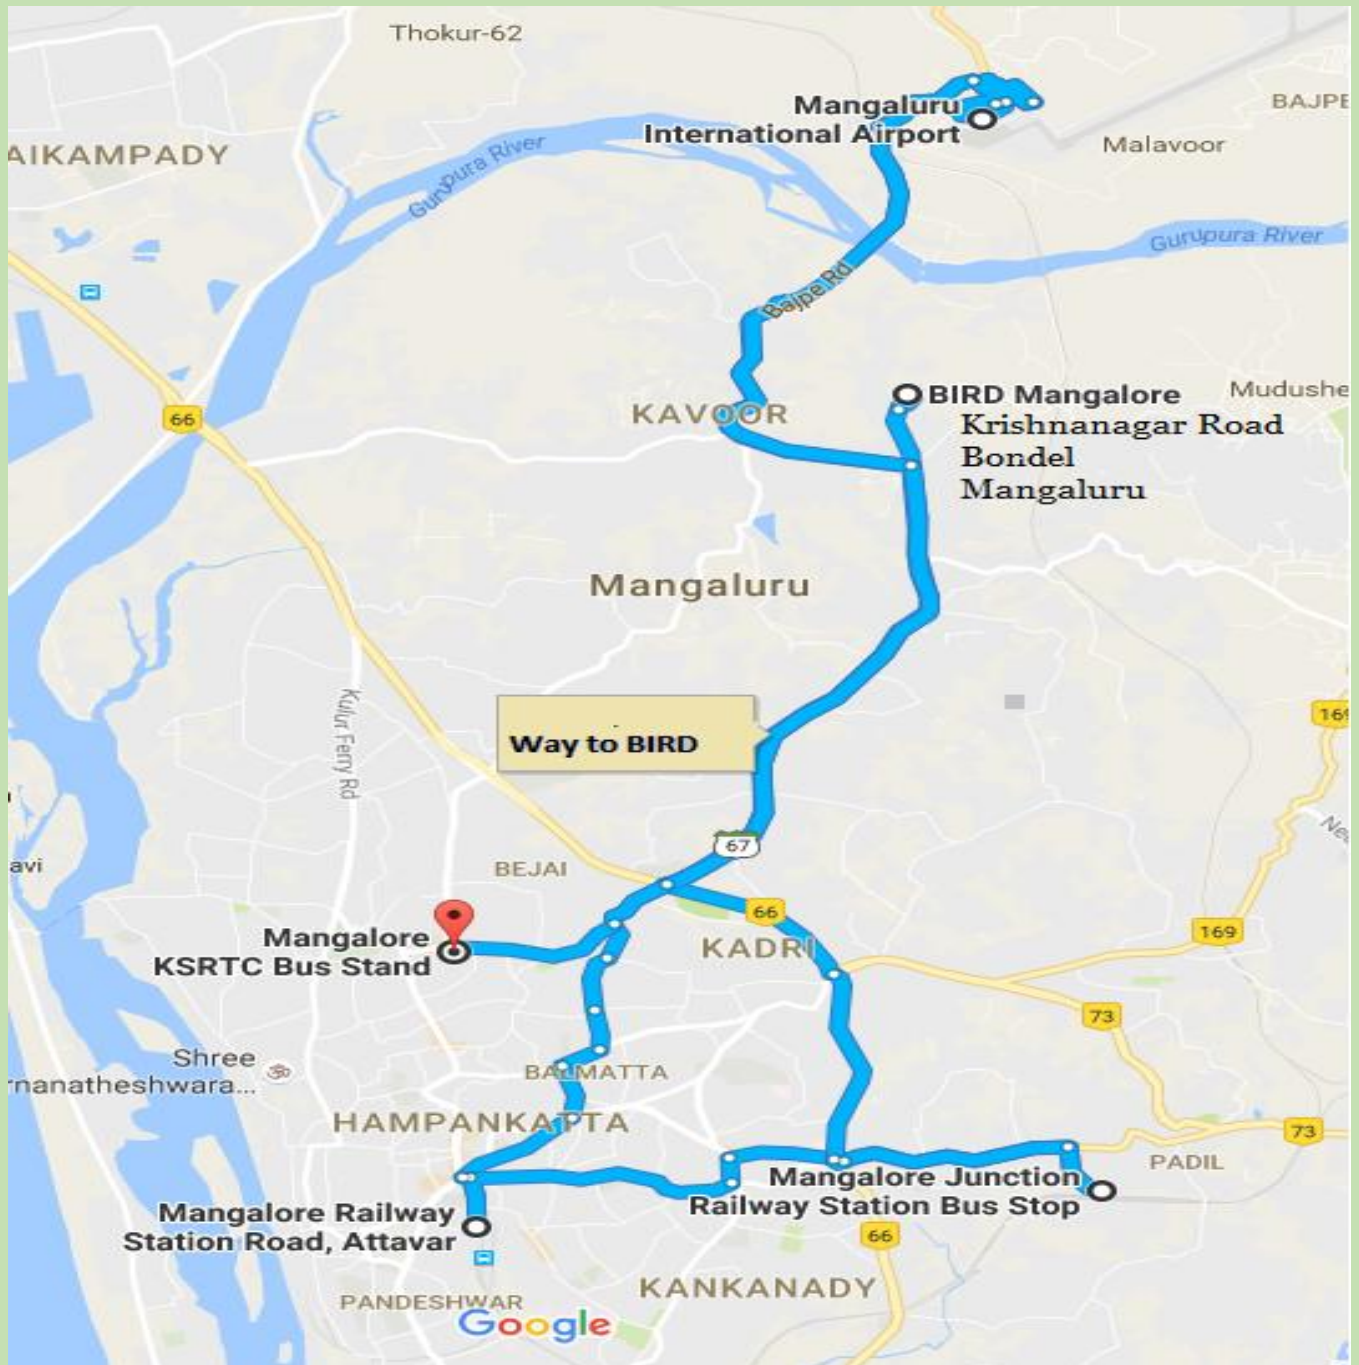 Thokur-62
Mangaluru
International Airport
BAJPE
Malavoor
AIKAMPADY
Gurupura River
Gurupura River
Bajpe Rd
BIRD Mangalore
Mudushe
KAVOOR
Krishnanagar Road
Bondel
Mangaluru
66
Mangaluru
Kulur Ferry Rd
169
Way to BIRD
67
avi
BEJAI
66
Mangalore
KSRTC Bus Stand
KADRI
169
73
Shree
rnanatheshwara...
BALMATTA
HAMPANKATTA
73
PADIL
Mangalore Junction
Railway Station Bus Stop
Mangalore Railway
Station Road, Attavar
66
KANKANADY
PANDESHWAR
Google